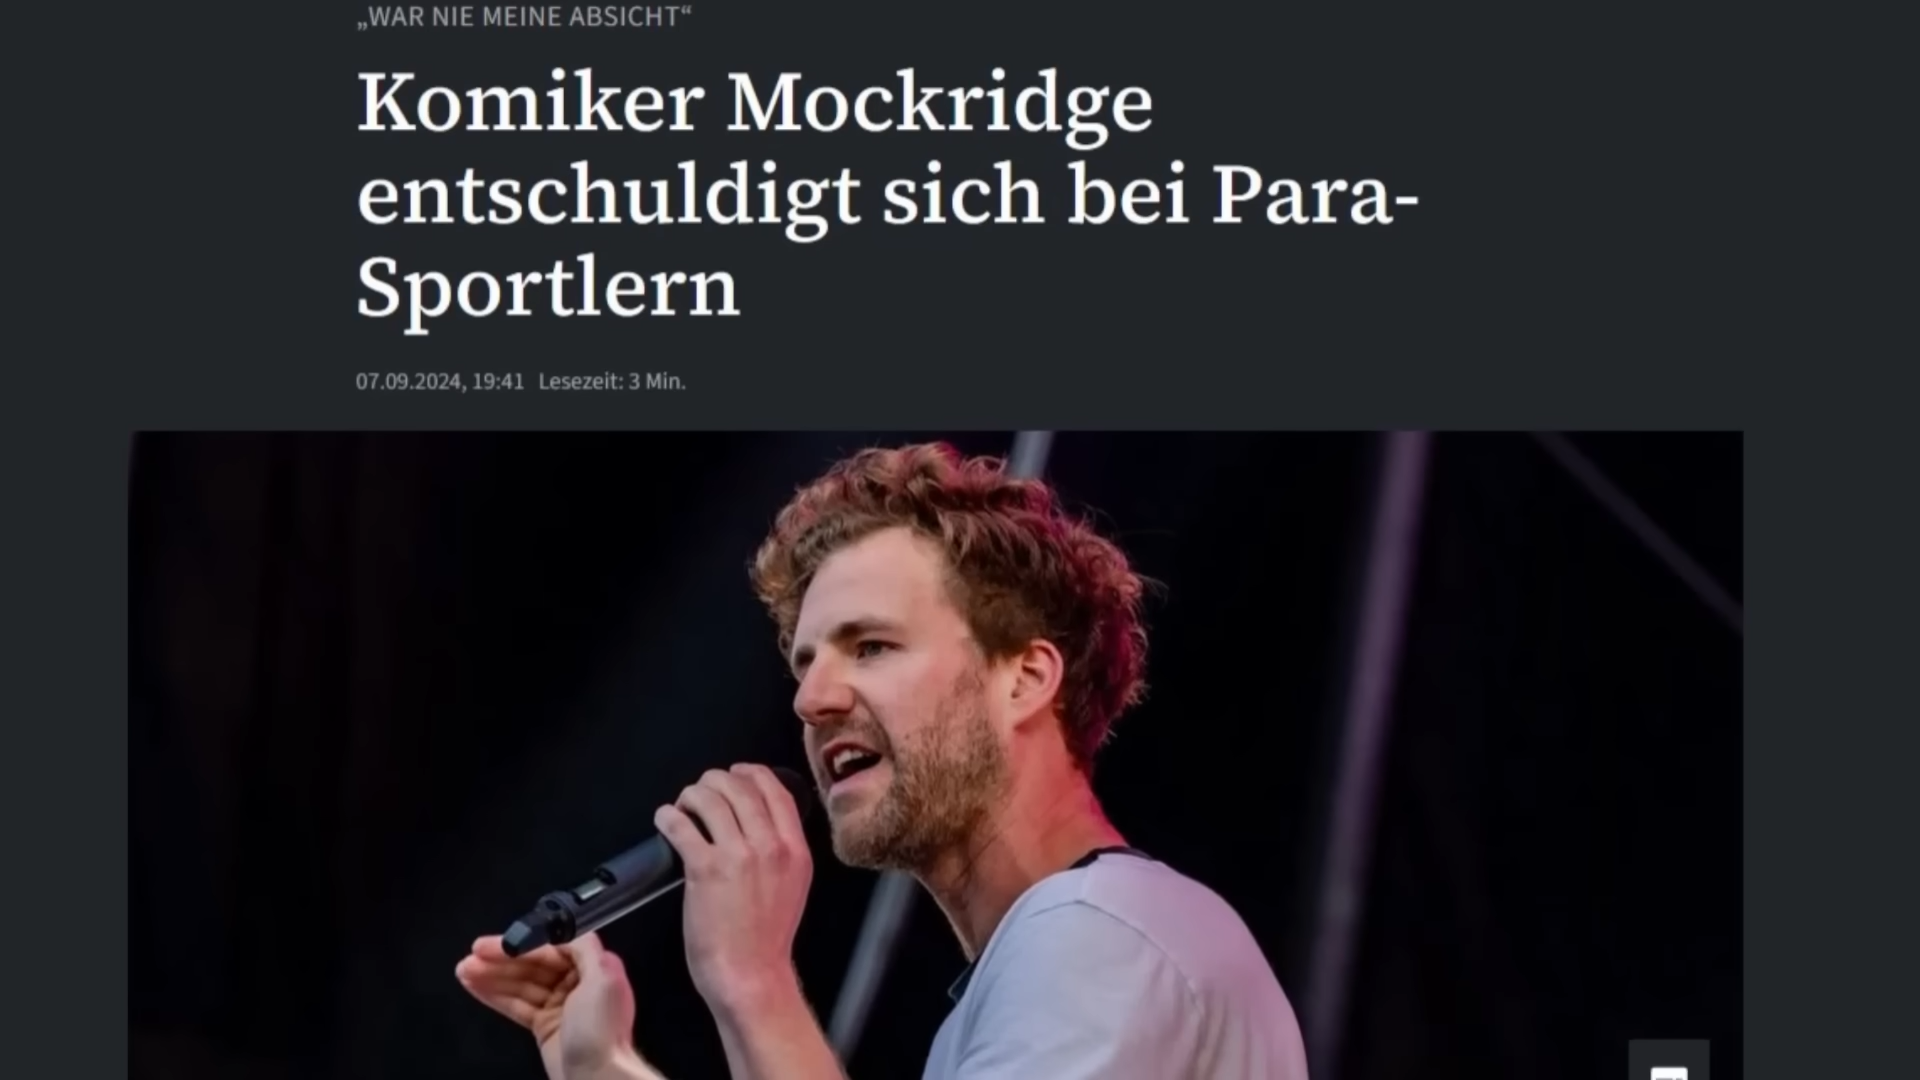 „WAR NIE MEINE ABSICHT“
Komiker Mockridge
entschuldigt sich bei Para-
Sportlern
07.09.2024, 19:41 Lesezeit: 3 Min.